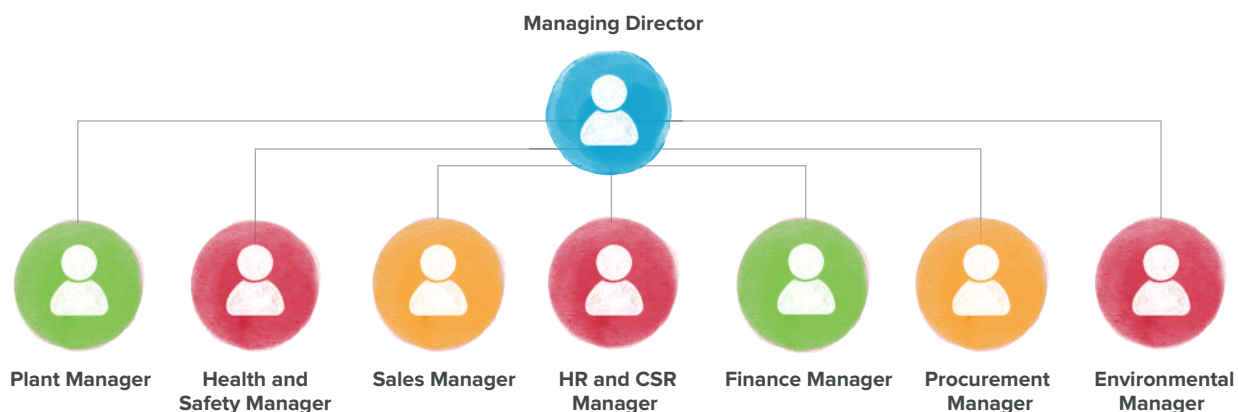 Managing Director
Plant Manager
Health and
Safety Manager
Sales Manager
HR and CSR
Manager
Finance Manager
Procurement
Manager
Environmental
Manager